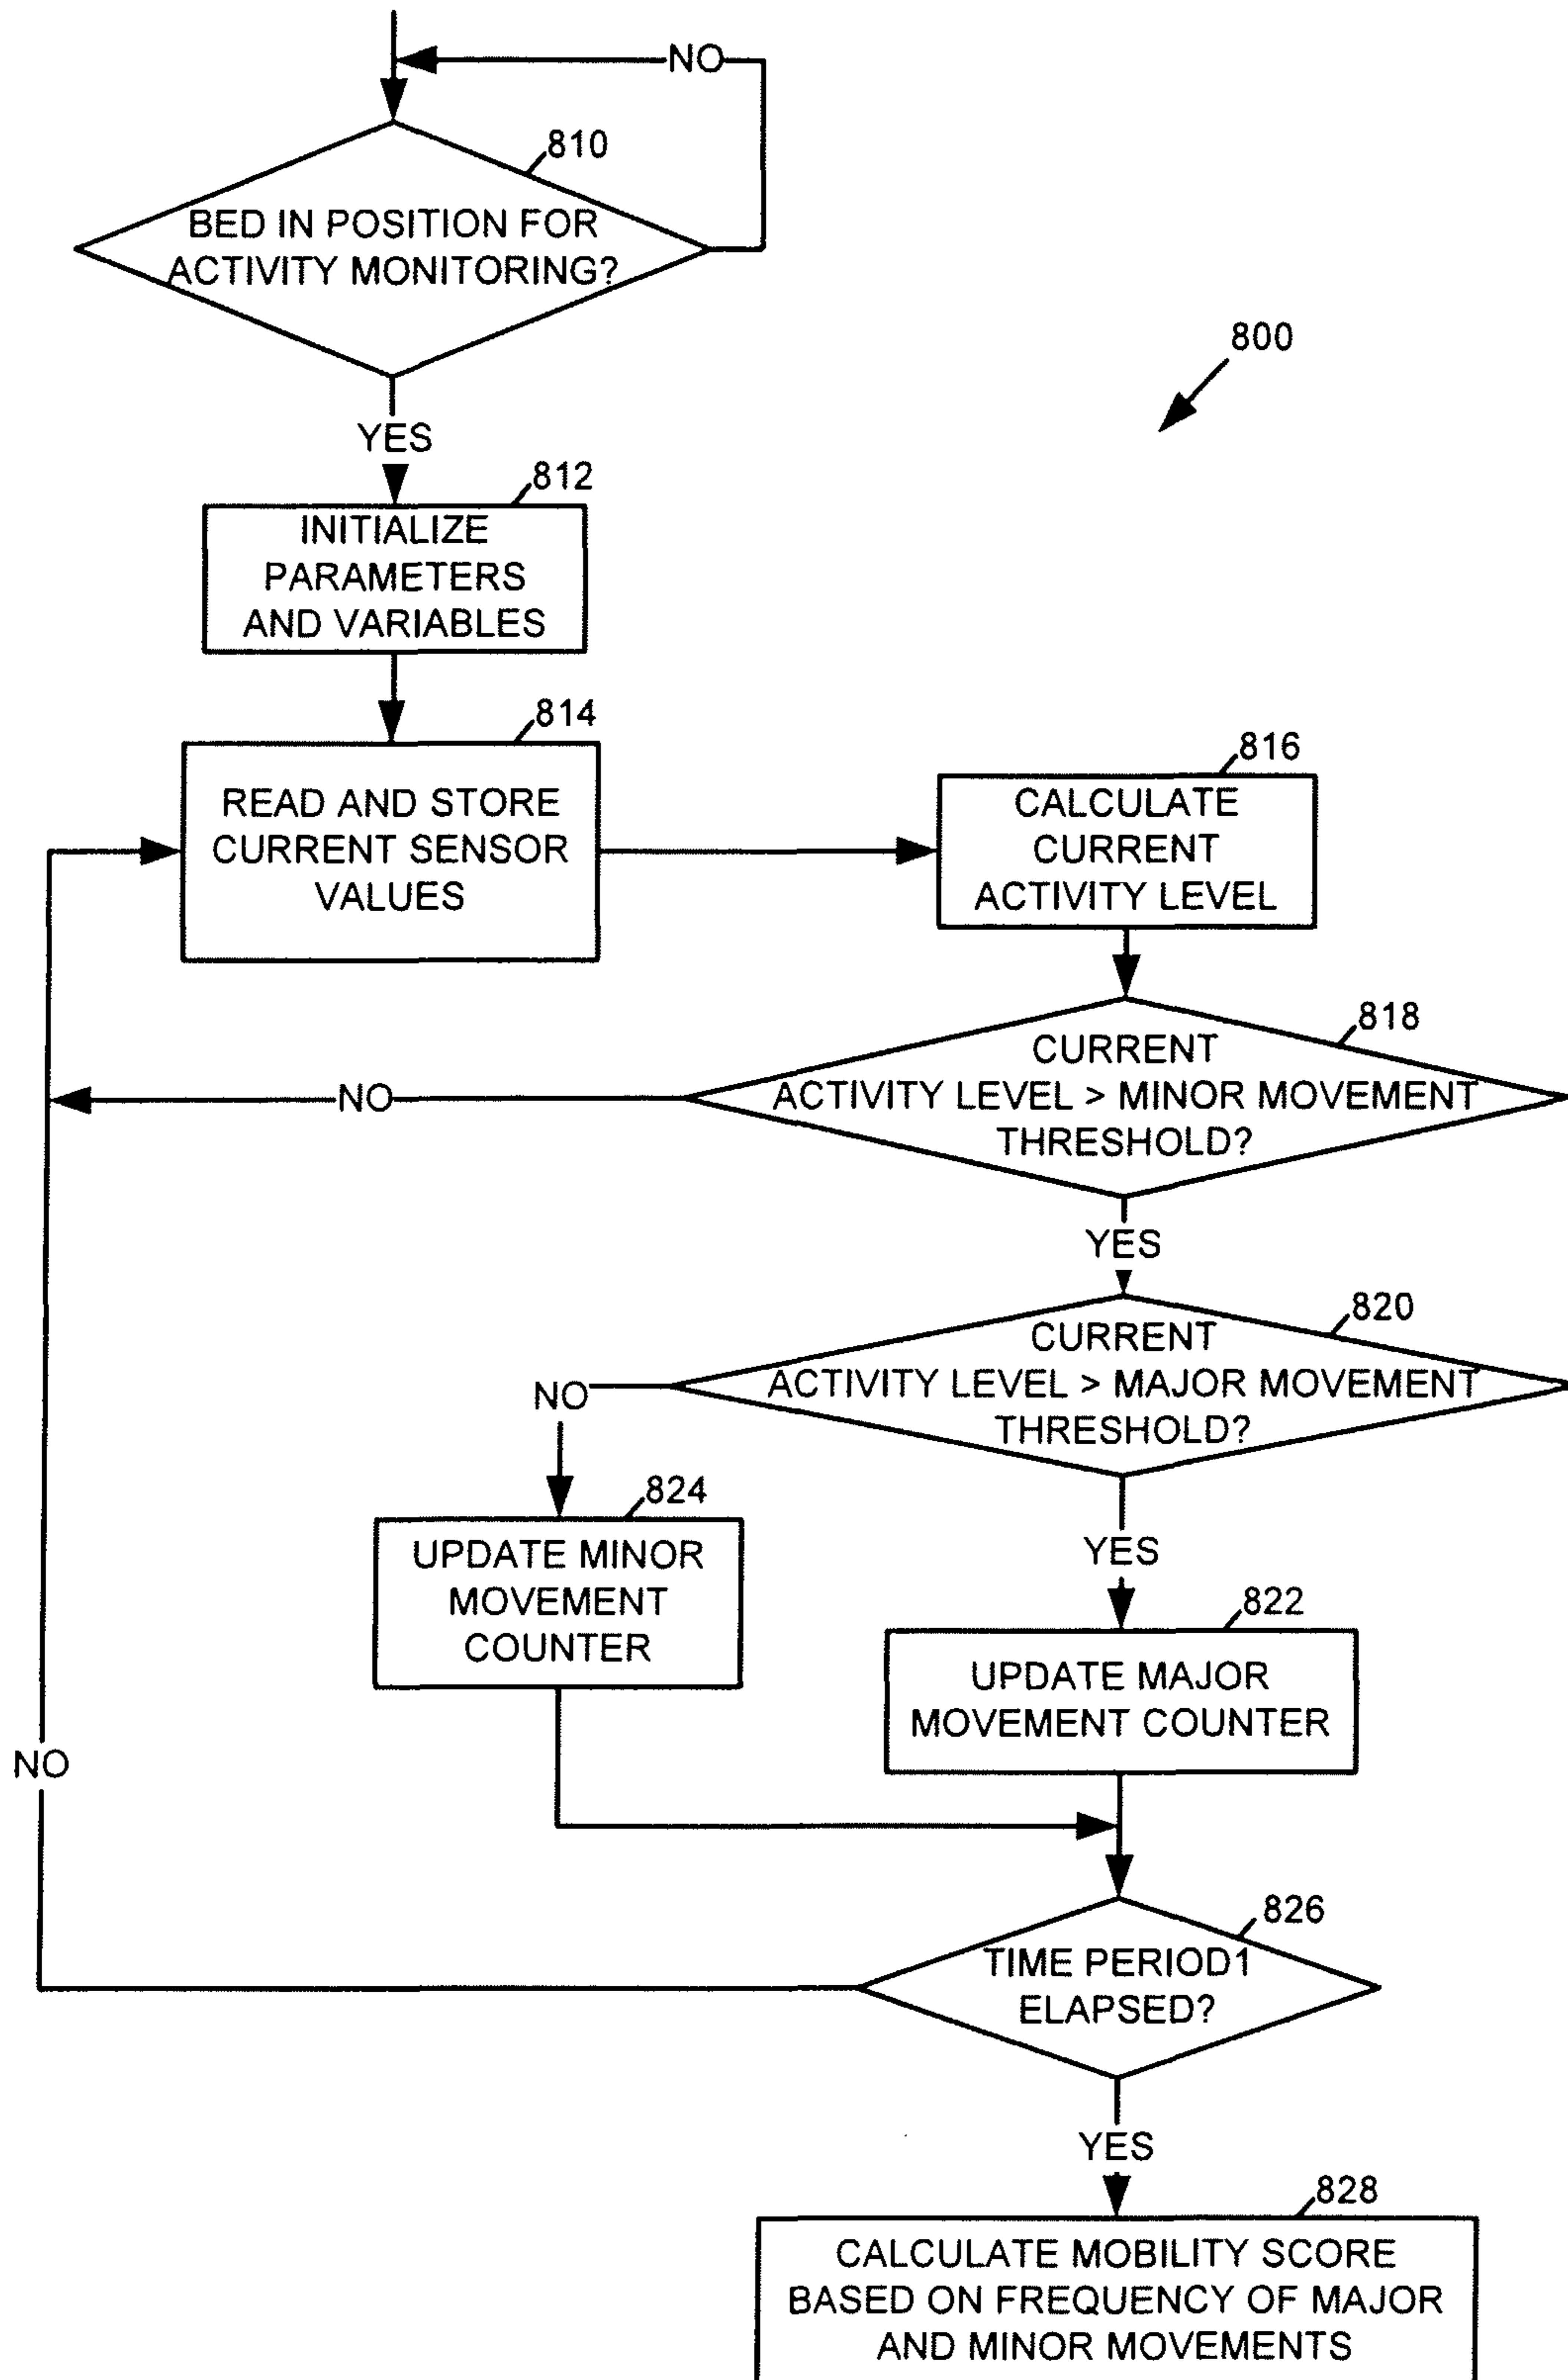 NO
810
BED IN POSITION FOR
ACTIVITY MONITORING?
800
YES
812
INITIALIZE
PARAMETERS
AND VARIABLES
814
READ AND STORE
CURRENT SENSOR
VALUES
816
CALCULATE
CURRENT
ACTIVITY LEVEL
818
CURRENT
ACTIVITY LEVEL > MINOR MOVEMENT
THRESHOLD?
NO
YES
820
CURRENT
ACTIVITY LEVEL > MAJOR MOVEMENT
THRESHOLD?
NO
824
UPDATE MINOR
MOVEMENT
COUNTER
YES
822
UPDATE MAJOR
MOVEMENT COUNTER
NO
826
TIME PERIOD1
ELAPSED?
YES
828
CALCULATE MOBILITY SCORE
BASED ON FREQUENCY OF MAJOR
AND MINOR MOVEMENTS